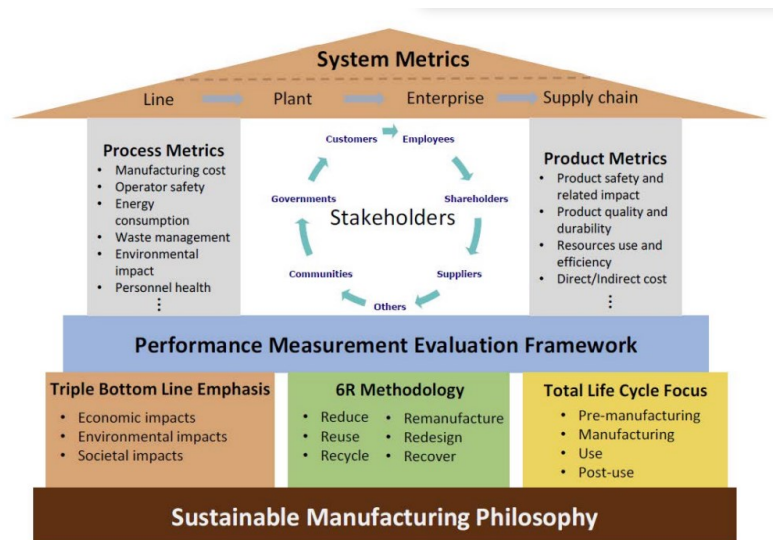 System Metrics
Line Plant Enterprise Supply chain
Process Metrics
• Manufacturing cost
• Operator safety
• Energy
consumption
• Waste management
• Environmental
impact
• Personnel health
⋮
Customers Employees
Governments Shareholders
Stakeholders
Communities Suppliers
Others
Product Metrics
• Product safety and
related impact
• Product quality and
durability
• Resources use and
efficiency
• Direct/Indirect cost
⋮
Performance Measurement Evaluation Framework
Triple Bottom Line Emphasis
• Economic impacts
• Environmental impacts
• Societal impacts
6R Methodology
• Reduce • Remanufacture
• Reuse • Redesign
• Recycle • Recover
Total Life Cycle Focus
• Pre-manufacturing
• Manufacturing
• Use
• Post-use
Sustainable Manufacturing Philosophy